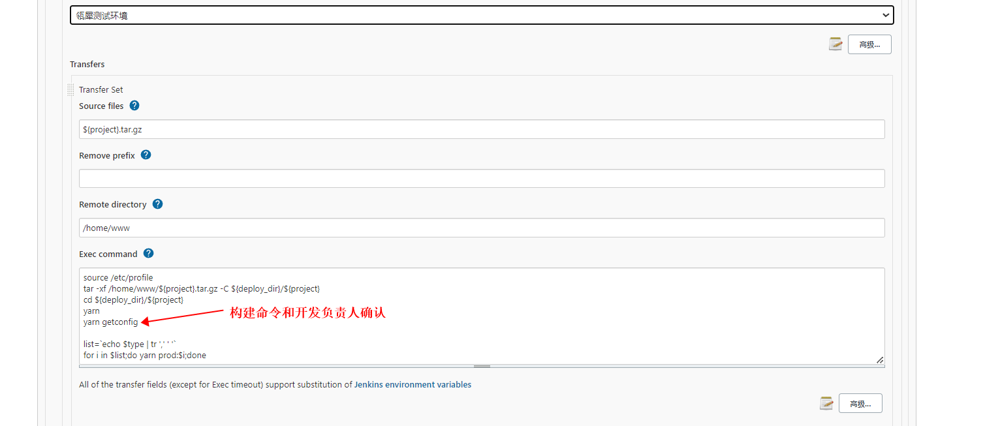 瓴犀测试环境
高级...
Transfers
Transfer Set
Source files ?
${project}.tar.gz
Remove prefix ?
Remote directory ?
/home/www
Exec command ?
source /etc/profile
tar -xf /home/www/${project}.tar.gz -C ${deploy_dir}/${project}
cd ${deploy_dir}/${project}
yarn
yarn getconfig
构建命令和开发负责人确认
list=`echo $type | tr ',' ' '`
for i in $list;do yarn prod:$i;done
All of the transfer fields (except for Exec timeout) support substitution of Jenkins environment variables
高级...